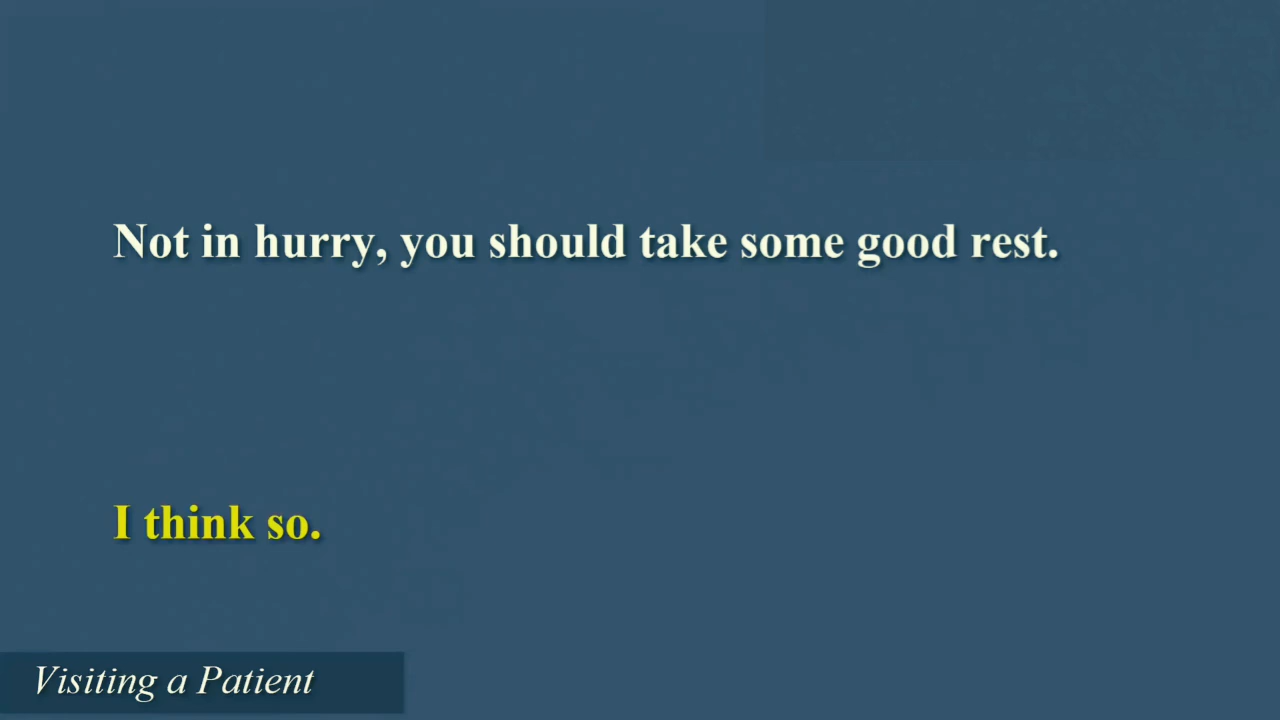 Not in hurry, you should take some good rest.
I think so.
Visiting a Patient